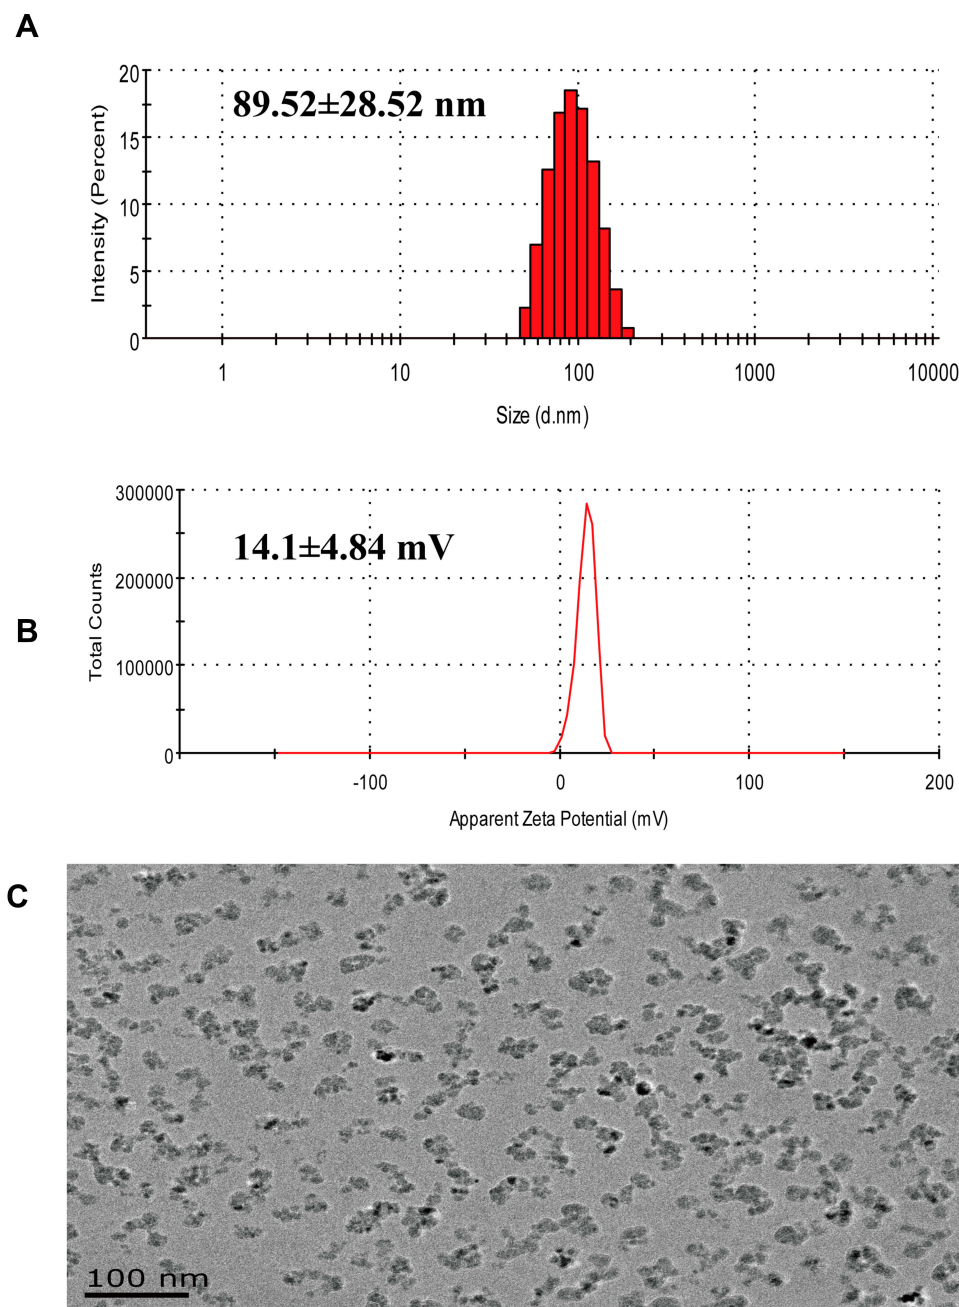 A
20
15
10
5
0
Intensity (Percent)
89.52±28.52 nm
1 10 100 1000 10000
Size (d.nm)
B
300000
200000
100000
0
Total Counts
14.1±4.84 mV
-100 0 100 200
Apparent Zeta Potential (mV)
C
100 nm